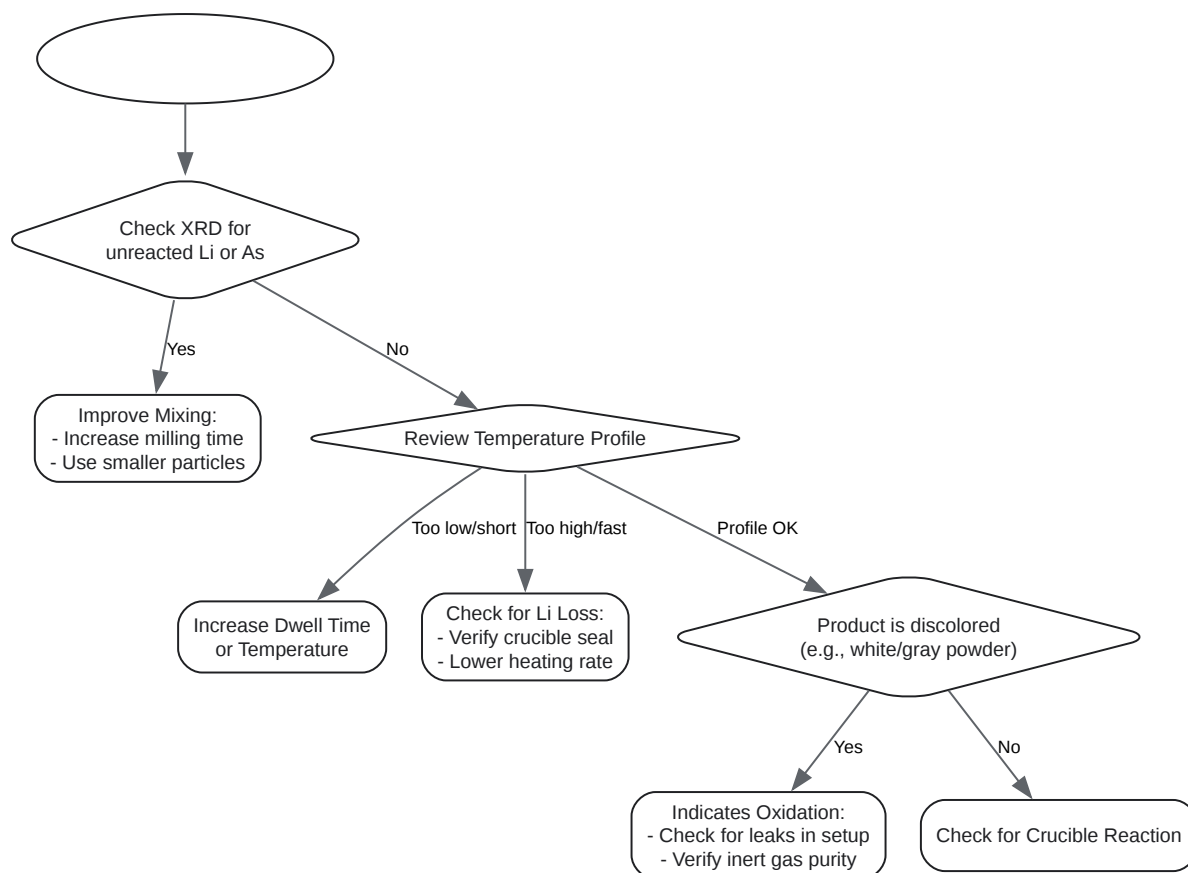 Check XRD for
unreacted Li or As
Yes
No
Improve Mixing:
- Increase milling time
- Use smaller particles
Review Temperature Profile
Too low/short
Too high/fast
Profile OK
Increase Dwell Time
or Temperature
Check for Li Loss:
- Verify crucible seal
- Lower heating rate
Product is discolored
(e.g., white/gray powder)
Yes
No
Indicates Oxidation:
- Check for leaks in setup
- Verify inert gas purity
Check for Crucible Reaction